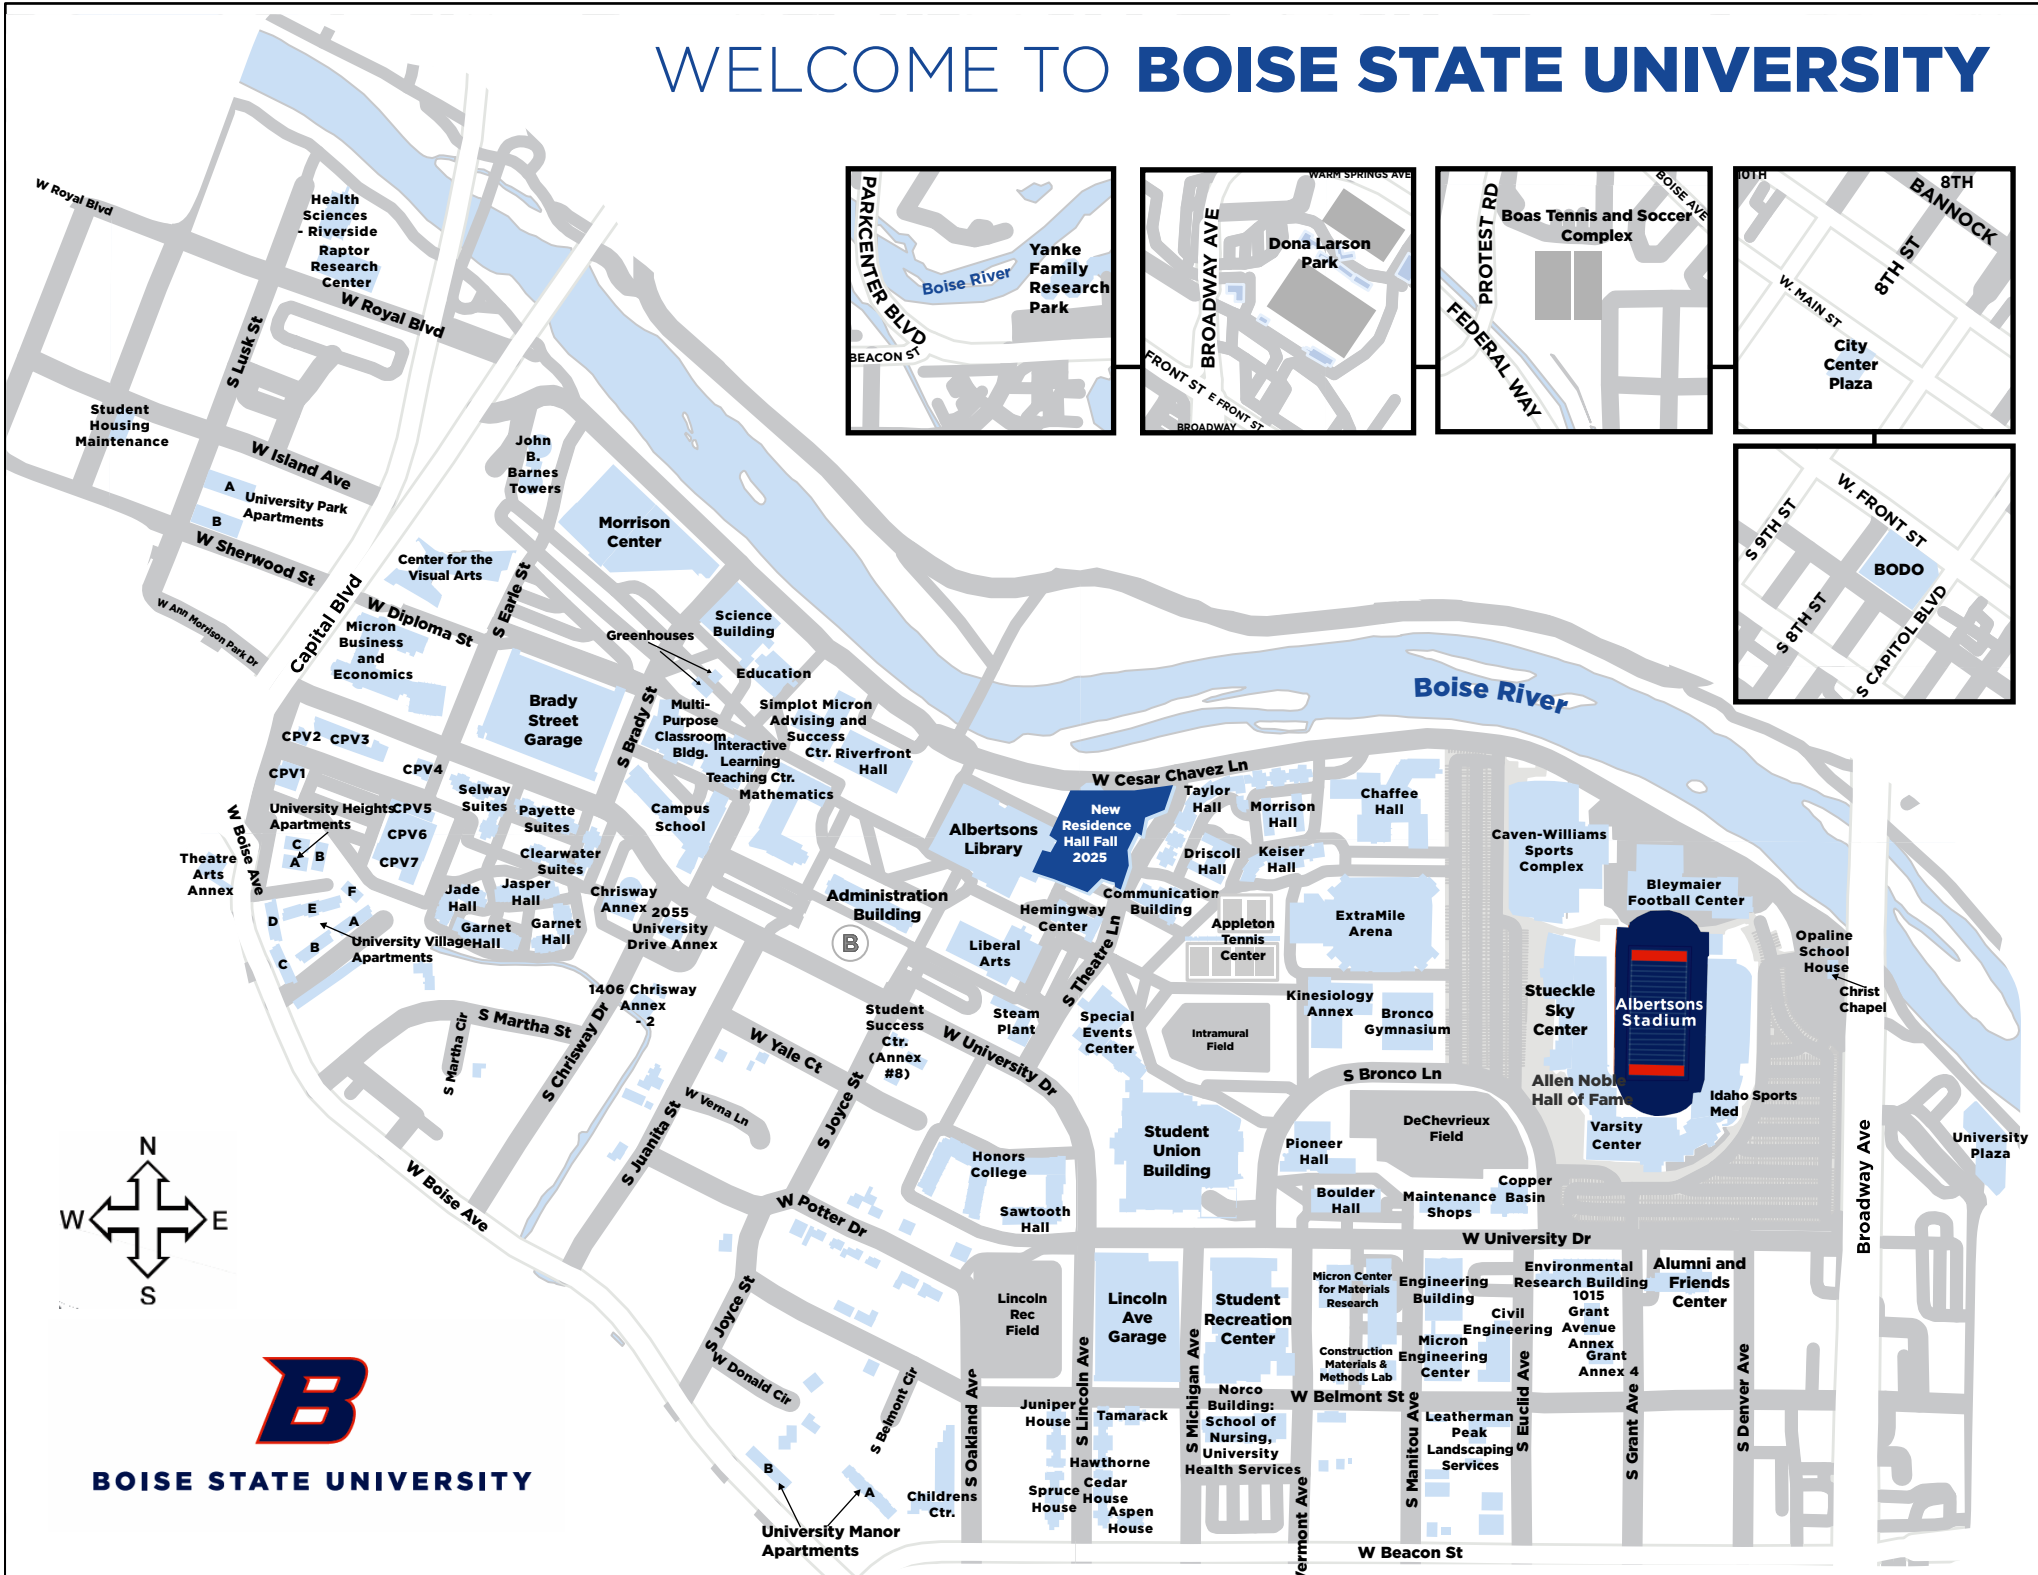 WELCOME TO BOISE STATE UNIVERSITY
PARKCENTER BLVD
BEACON ST
Boise River
Yanke
Family
Research
Park
WARM SPRINGS AVE
BROADWAY AVE
Dona Larson
Park
FRONT ST
E FRONT ST
BROADWAY
PROTEST RD
BOISE AVE
Boas Tennis and Soccer
Complex
FEDERAL WAY
10TH
8TH
BANNOCK
8TH ST
W. MAIN ST
City
Center
Plaza
W. FRONT ST
S 9TH ST
BODO
S 8TH ST
S CAPITOL BLVD
W Royal Blvd
Health
Sciences
- Riverside
Raptor
Research
Center
W Royal Blvd
S Lusk St
Student
Housing
Maintenance
W Island Ave
A
University Park
Apartments
B
W Sherwood St
W Ann Morrison Park Dr
Capital Blvd
John
B.
Barnes
Towers
Morrison
Center
Center for the
Visual Arts
S Earle St
W Diploma St
Micron
Business
and
Economics
Science
Building
Greenhouses
Education
Brady
Street
Garage
S Brady St
Multi-
Purpose
Classroom
Bldg.
Simplot Micron
Advising and
Success
Ctr.
Riverfront
Hall
Interactive
Learning
Teaching Ctr.
Mathematics
Boise River
CPV2
CPV3
CPV1
CPV4
CPV5
CPV6
CPV7
University Heights
Apartments
C
A
B
Selway
Suites
Payette
Suites
Clearwater
Suites
Campus
School
W Boise Ave
Theatre
Arts
Annex
F
E
A
D
B
C
University Village
Apartments
Jade
Hall
Jasper
Hall
Garnet
Hall
Garnet
Hall
Chrisway
Annex
2055
University
Drive Annex
1406 Chrisway
Annex
- 2
Administration
Building
B
Albertsons
Library
New
Residence
Hall Fall
2025
W Cesar Chavez Ln
Taylor
Hall
Morrison
Hall
Chaffee
Hall
Driscoll
Hall
Keiser
Hall
Communication
Building
Hemingway
Center
Liberal
Arts
S Theatre Ln
Appleton
Tennis
Center
ExtraMile
Arena
Caven-Williams
Sports
Complex
Bleymaier
Football Center
Opaline
School
House
Christ
Chapel
Stueckle
Sky
Center
Albertsons
Stadium
Allen Noble
Hall of Fame
Varsity
Center
Idaho Sports
Med
University
Plaza
Kinesiology
Annex
Bronco
Gymnasium
Intramural
Field
Special
Events
Center
Steam
Plant
Student
Success
Ctr.
(Annex
#8)
W University Dr
W Yale Ct
S Martha St
S Martha Cir
S Chrisway Dr
W Verna Ln
S Juanita St
S Joyce St
S Bronco Ln
DeChevrieux
Field
Student
Union
Building
Pioneer
Hall
Boulder
Hall
Maintenance
Shops
Copper
Basin
Honors
College
Sawtooth
Hall
W Potter Dr
W Boise Ave
W University Dr
Broadway Ave
N
W
E
S
BOISE STATE UNIVERSITY
S Joyce St
W Donald Cir
S Belmont Cir
Lincoln
Rec
Field
Lincoln
Ave
Garage
Student
Recreation
Center
Micron Center
for Materials
Research
Construction
Materials &
Methods Lab
Engineering
Building
Civil
Engineering
Micron
Engineering
Center
Environmental
Research Building
1015
Grant
Avenue
Annex
Grant
Annex 4
Alumni and
Friends
Center
S Oakland Ave
S Lincoln Ave
S Michigan Ave
W Belmont St
S Manitou Ave
S Euclid Ave
S Grant Ave
S Denver Ave
Vermont Ave
Juniper
House
Tamarack
Hawthorne
Spruce
House
Cedar
House
Aspen
House
Norco
Building:
School of
Nursing,
University
Health Services
Leatherman
Peak
Landscaping
Services
B
A
University Manor
Apartments
Childrens
Ctr.
W Beacon St